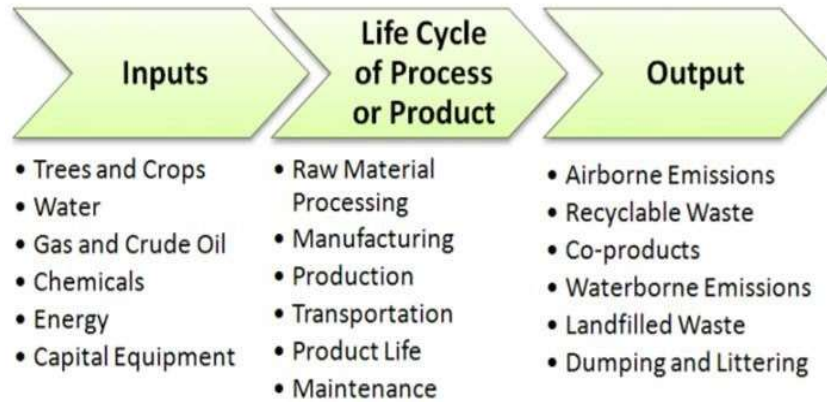 Inputs
• Trees and Crops
• Water
• Gas and Crude Oil
• Chemicals
• Energy
• Capital Equipment
Life Cycle
of Process
or Product
• Raw Material
Processing
• Manufacturing
• Production
• Transportation
• Product Life
• Maintenance
Output
• Airborne Emissions
• Recyclable Waste
• Co-products
• Waterborne Emissions
• Landfilled Waste
• Dumping and Littering